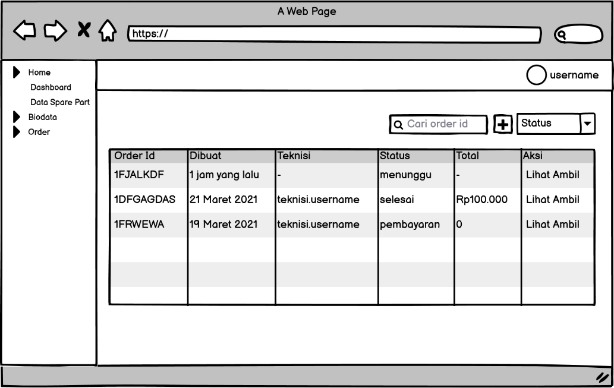 A Web Page
https://
Home
Dashboard
Data Spare Part
Biodata
Order
username
Cari order id
Status
Order Id Dibuat Teknisi Status Total Aksi
1FJALKDF 1 jam yang lalu - menunggu - Lihat Ambil
1DFGAGDAS 21 Maret 2021 teknisi.username selesai Rp100.000 Lihat Ambil
1FRWEWA 19 Maret 2021 teknisi.username pembayaran 0 Lihat Ambil